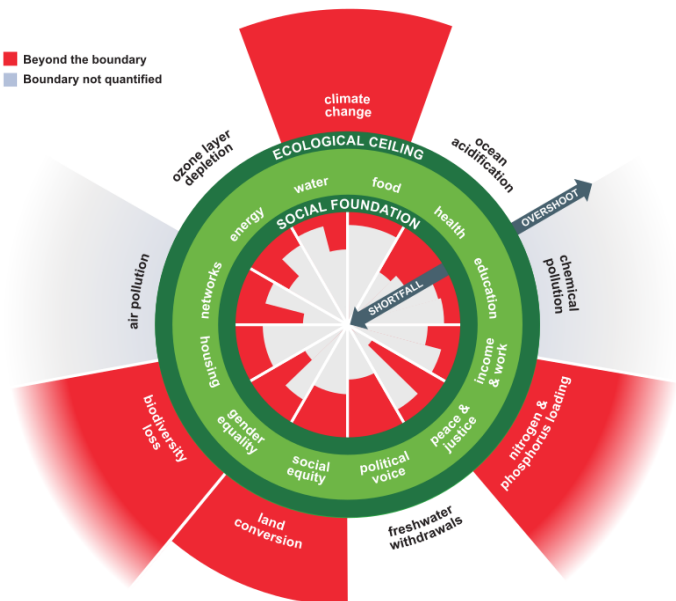 Beyond the boundary
Boundary not quantified
climate
change
ozone layer
depletion
ocean
acidification
ECOLOGICAL CEILING
OVERSHOOT
water
food
energy
health
SOCIAL FOUNDATION
SHORTFALL
networks
education
air pollution
chemical
pollution
honsing
income
& work
gender
equality
peace &
justice
social
equity
political
voice
biodiversity
loss
nitrogen &
phosphorus loading
land
conversion
freshwater
withdrawals